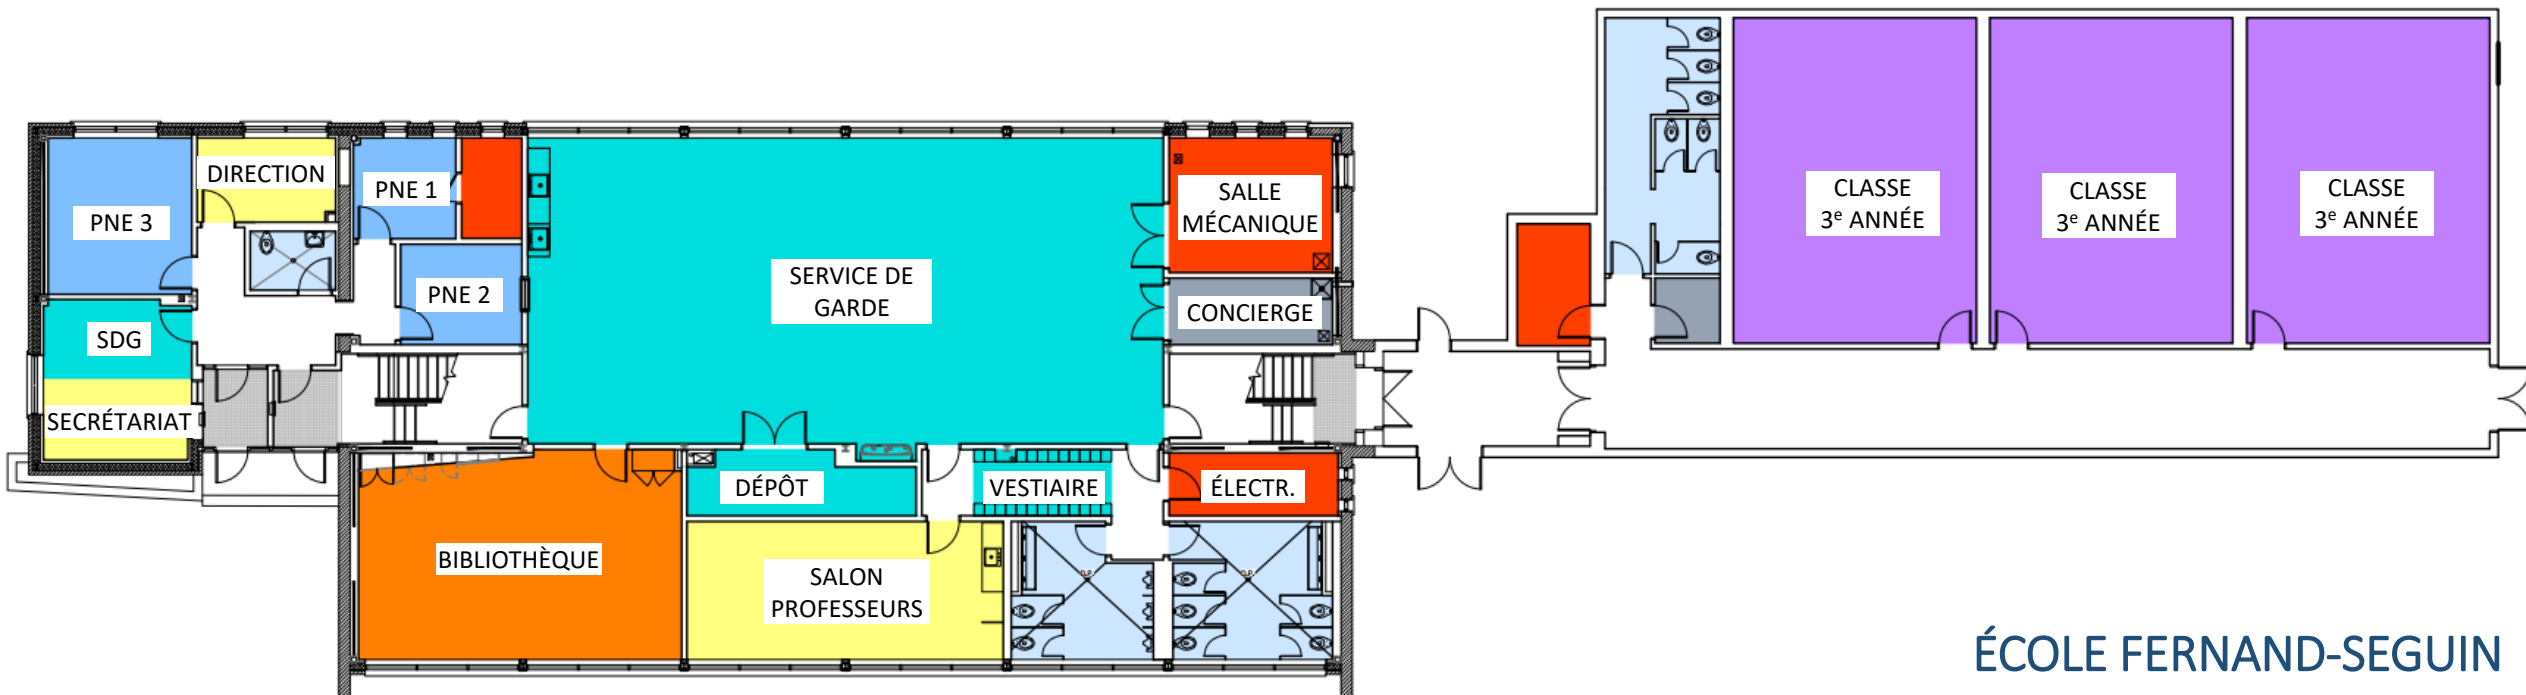 CLASSE
3e ANNÉE
CLASSE
3e ANNÉE
CLASSE
3e ANNÉE
DIRECTION
PNE 1
PNE 3
SALLE
MÉCANIQUE
PNE 2
SERVICE DE
GARDE
CONCIERGE
SDG
SECRÉTARIAT
DÉPÔT
VESTIAIRE
ÉLECTR.
BIBLIOTHÈQUE
SALON
PROFESSEURS
ÉCOLE FERNAND-SEGUIN